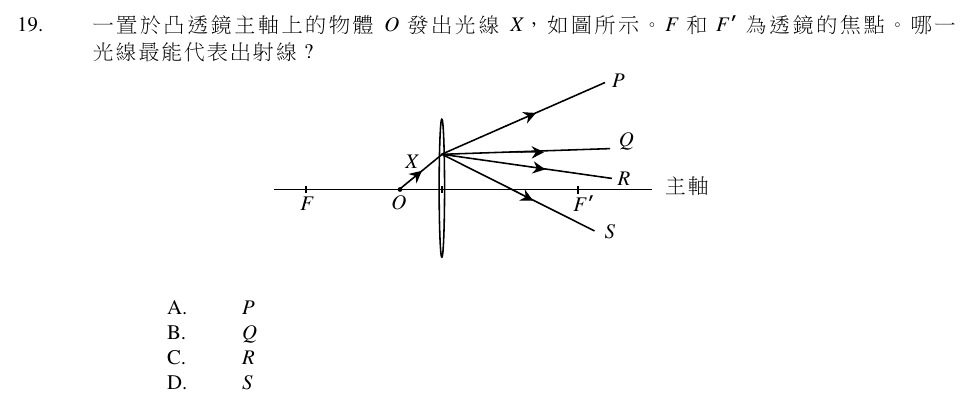 19. 一置於凸透鏡主軸上的物體 O 發出光線 X,如圖所示。F 和 F′ 為透鏡的焦點。哪一
光線最能代表出射線?
P
Q
X
R
主軸
F
O
F′
S
A. P
B. Q
C. R
D. S